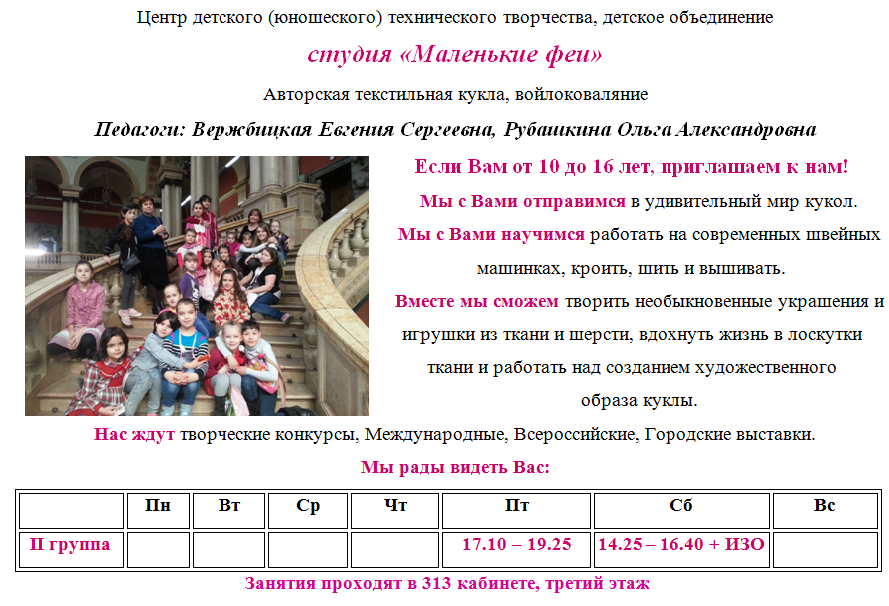 Центр детского (юношеского) технического творчества, детское объединение
студия «Маленькие феи»
Авторская текстильная кукла, войлоковаляние
Педагоги: Вержбицкая Евгения Сергеевна, Рубашкина Ольга Александровна
Если Вам от 10 до 16 лет, приглашаем к нам!
Мы с Вами отправимся в удивительный мир кукол.
Мы с Вами научимся работать на современных швейных
машинках, кроить, шить и вышивать.
Вместе мы сможем творить необыкновенные украшения и
игрушки из ткани и шерсти, вдохнуть жизнь в лоскутки
ткани и работать над созданием художественного
образа куклы.
Нас ждут творческие конкурсы, Международные, Всероссийские, Городские выставки.
Мы рады видеть Вас:
Пн Вт Ср Чт Пт Сб Вс
II группа 17.10 – 19.25 14.25 – 16.40 + ИЗО
Занятия проходят в 313 кабинете, третий этаж